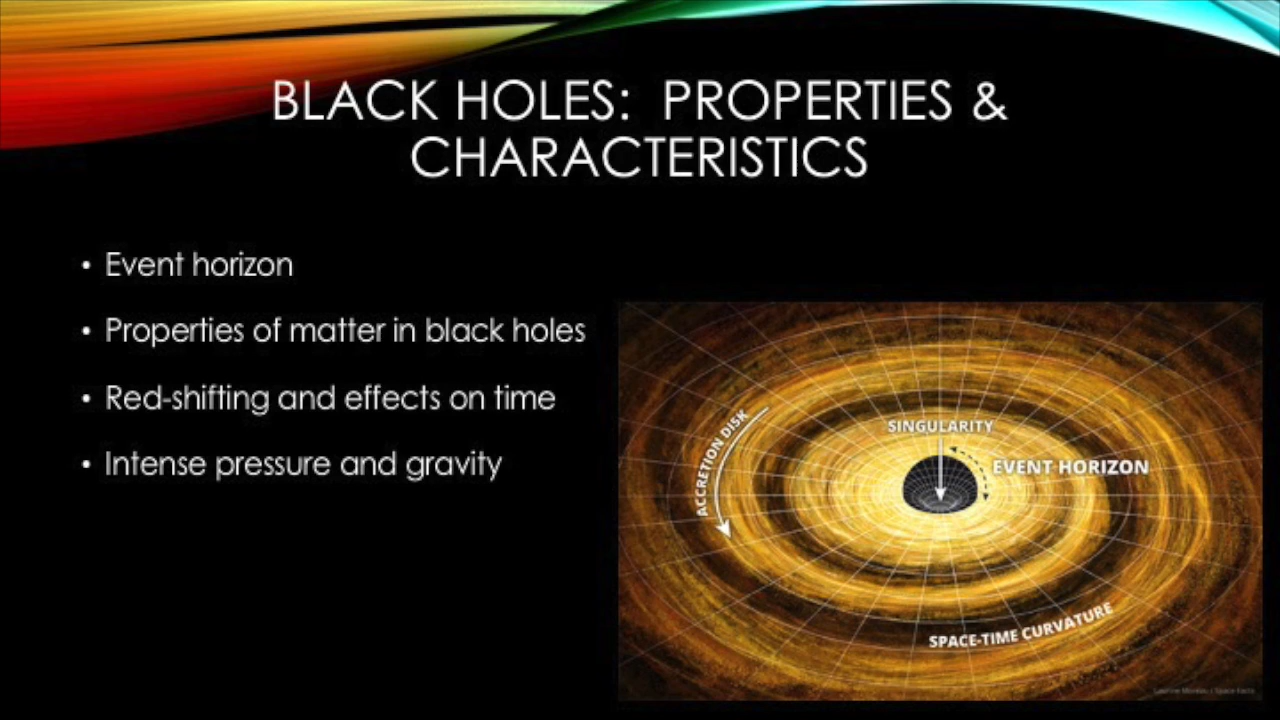 BLACK HOLES: PROPERTIES &
CHARACTERISTICS
• Event horizon
• Properties of matter in black holes
• Red-shifting and effects on time
• Intense pressure and gravity
ACCRETION DISK
SINGULARITY
EVENT HORIZON
SPACE-TIME CURVATURE